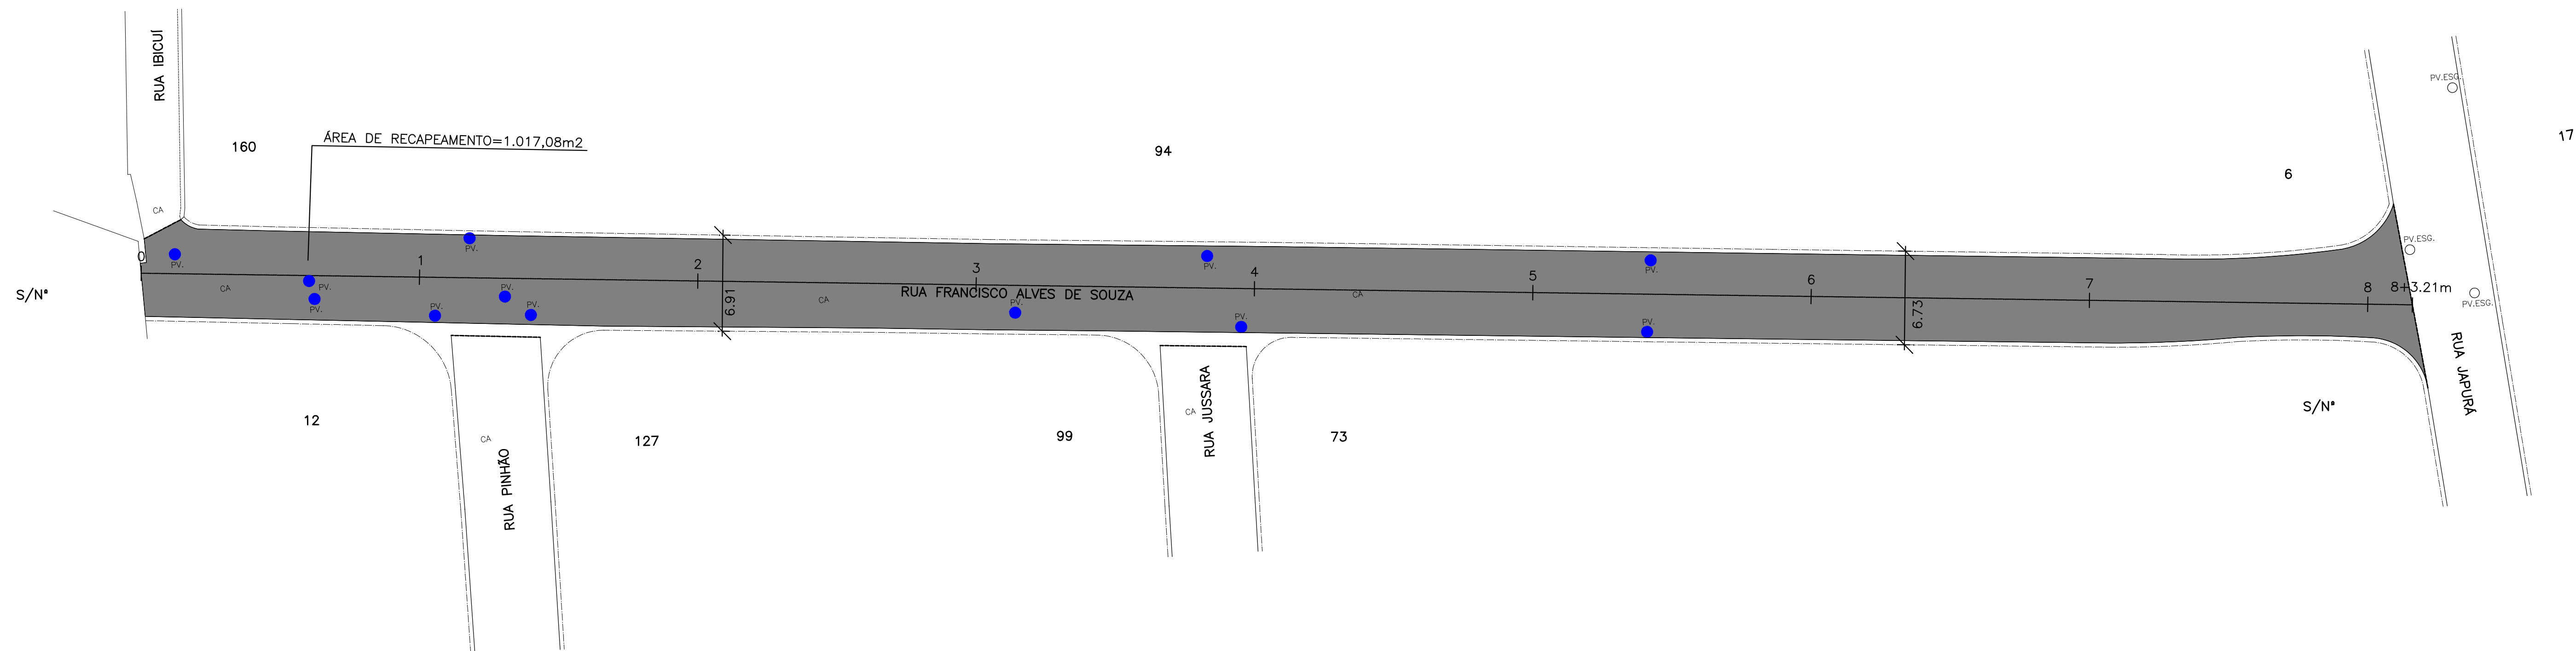 RUA IBICUÍ
160
ÁREA DE RECAPEAMENTO=1.017,08m2
94
6
17
PV.ESG.
CA
0
PV.
PV.
1
2
3
PV.
4
5
PV.
6
7
8
8+3.21m
PV.ESG.
PV.ESG.
S/Nº
CA
PV.
PV.
PV.
PV.
PV.
6.91
CA
RUA FRANCISCO ALVES DE SOUZA
PV.
PV.
CA
PV.
6.73
12
CA
RUA PINHÃO
127
99
CA
RUA JUSSARA
73
S/Nº
RUA JAPURÁ